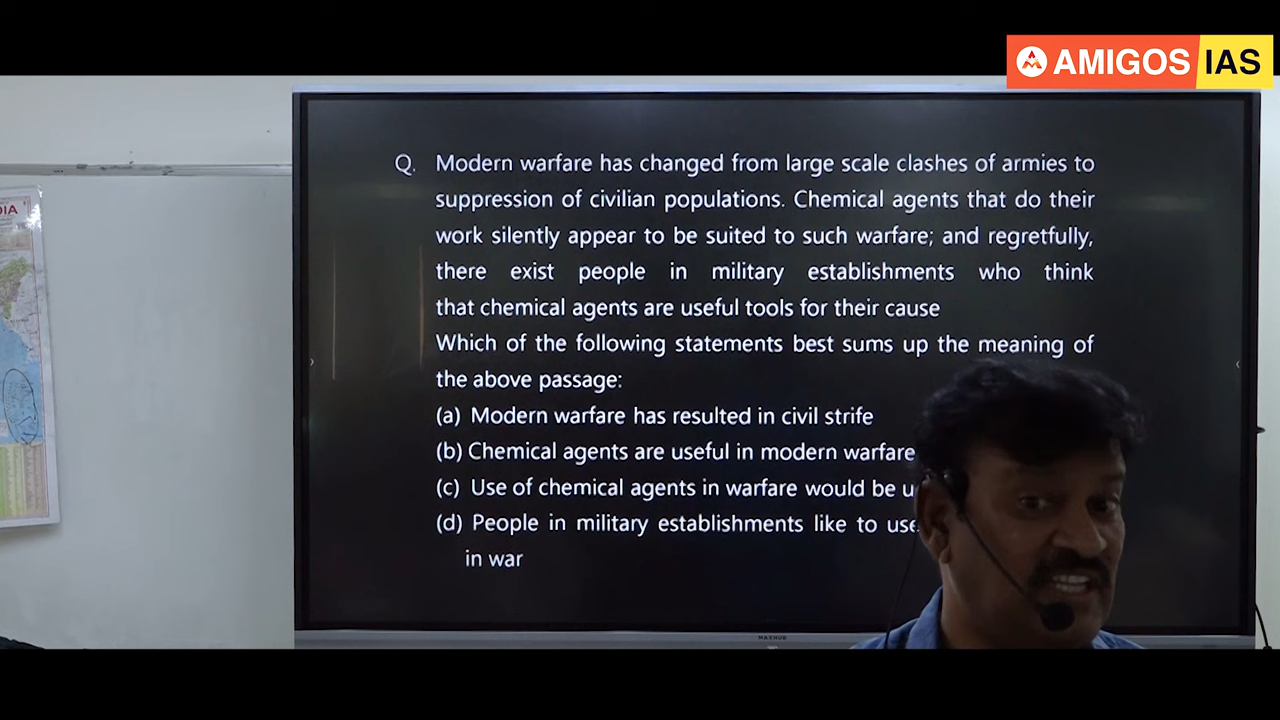 AMIGOS IAS
DIA
Q. Modern warfare has changed from large scale clashes of armies to
suppression of civilian populations. Chemical agents that do their
work silently appear to be suited to such warfare; and regretfully,
there exist people in military establishments who think
that chemical agents are useful tools for their cause
Which of the following statements best sums up the meaning of
the above passage:
(a) Modern warfare has resulted in civil strife
(b) Chemical agents are useful in modern warfare
(c) Use of chemical agents in warfare would be
(d) People in military establishments like to use
in war
MAXHUB